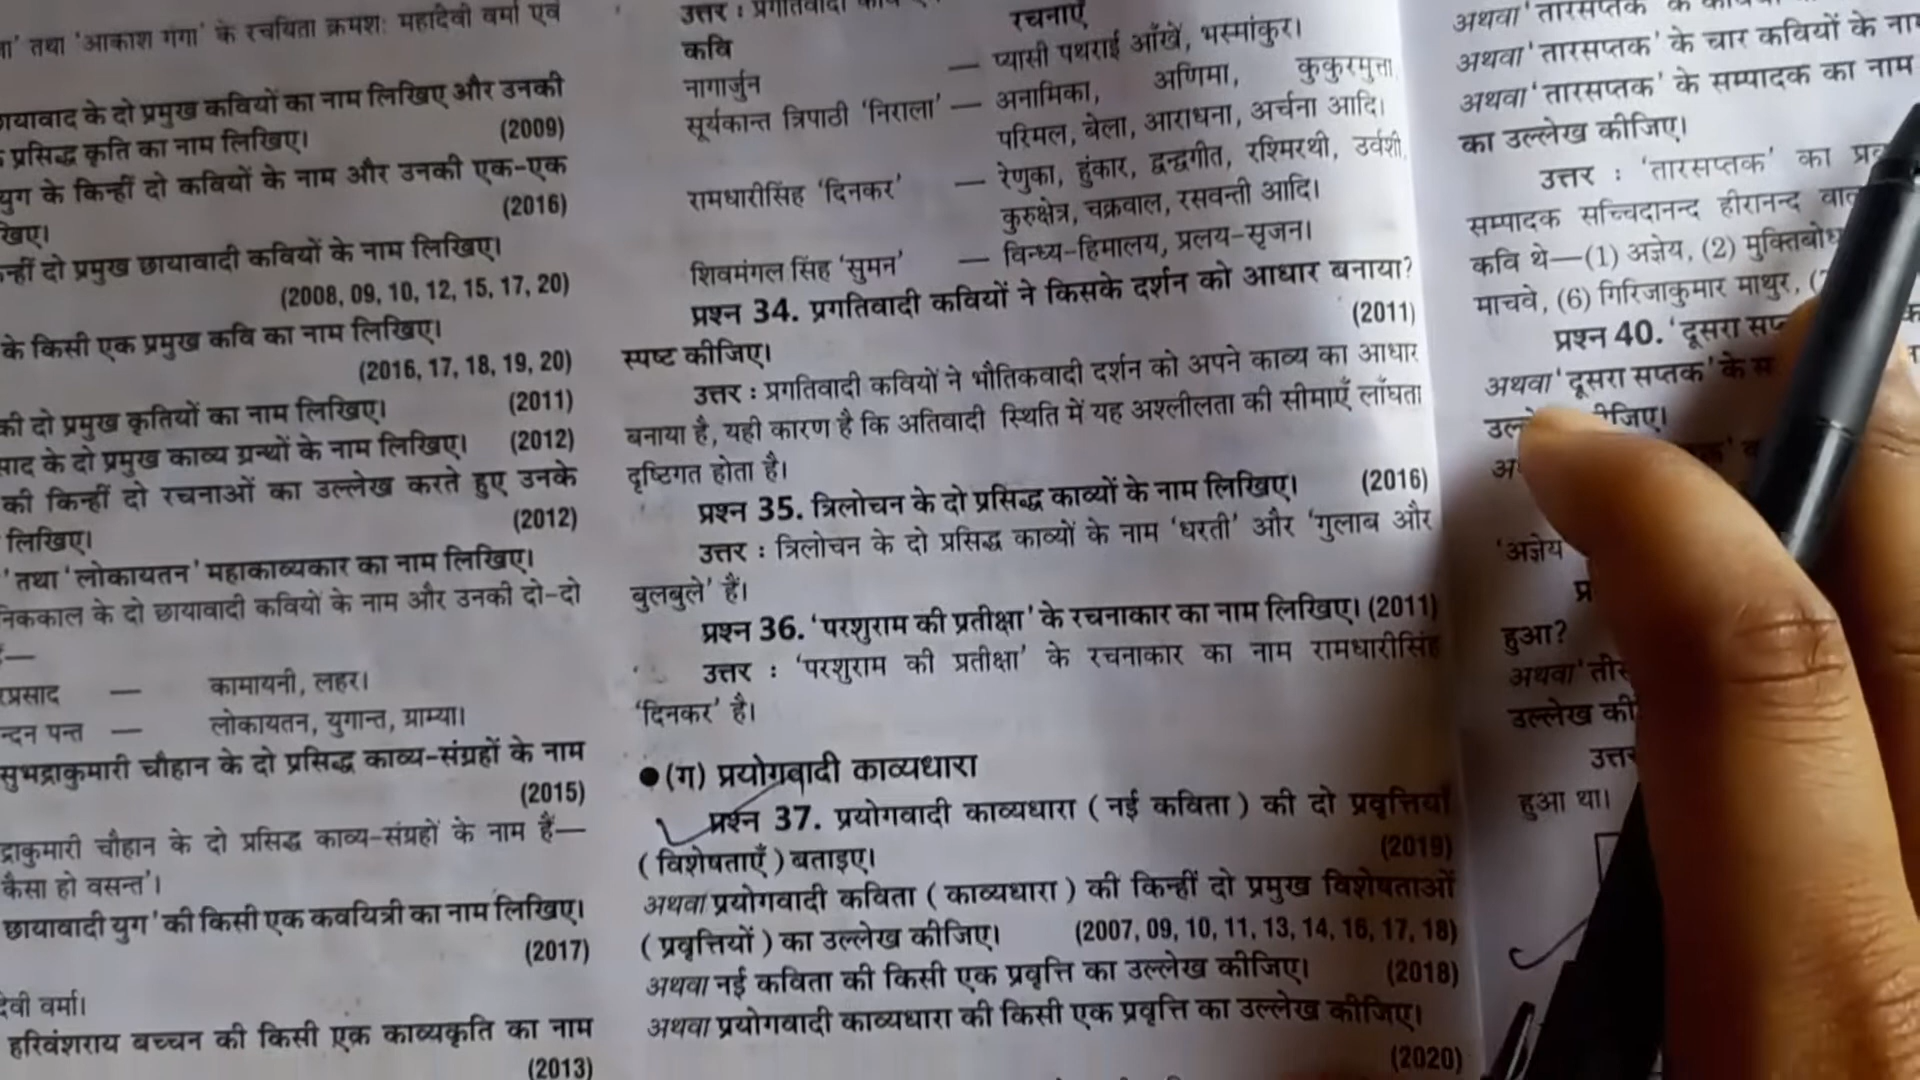 तथा 'आकाश गंगा' के रचयिता क्रमशः महादेवी वर्मा एवं
छायावाद के दो प्रमुख कवियों का नाम लिखिए और उनकी
प्रसिद्ध कृति का नाम लिखिए। (2009)
युग के किन्हीं दो कवियों के नाम और उनकी एक-एक
(2016)
न्हीं दो प्रमुख छायावादी कवियों के नाम लिखिए।
(2008, 09, 10, 12, 15, 17, 20)
के किसी एक प्रमुख कवि का नाम लिखिए।
(2016, 17, 18, 19, 20)
की दो प्रमुख कृतियों का नाम लिखिए। (2011)
साद के दो प्रमुख काव्य ग्रन्थों के नाम लिखिए। (2012)
की किन्हीं दो रचनाओं का उल्लेख करते हुए उनके
लिखिए। (2012)
' तथा 'लोकायतन' महाकाव्यकार का नाम लिखिए।
निककाल के दो छायावादी कवियों के नाम और उनकी दो-दो
—
प्रसाद — कामायनी, लहर।
न्दन पन्त — लोकायतन, युगान्त, ग्राम्या।
सुभद्राकुमारी चौहान के दो प्रसिद्ध काव्य-संग्रहों के नाम
(2015)
द्राकुमारी चौहान के दो प्रसिद्ध काव्य-संग्रहों के नाम हैं—
कैसा हो वसन्त'।
छायावादी युग' की किसी एक कवयित्री का नाम लिखिए।
(2017)
देवी वर्मा।
हरिवंशराय बच्चन की किसी एक काव्यकृति का नाम
(2013)
उत्तर : प्रगतिवादी
कवि रचनाएँ
नागार्जुन — प्यासी पथराई आँखें, भस्मांकुर।
सूर्यकान्त त्रिपाठी 'निराला' — अनामिका, अणिमा, कुकुरमुत्ता,
परिमल, बेला, आराधना, अर्चना आदि।
रामधारीसिंह 'दिनकर' — रेणुका, हुंकार, द्वन्द्वगीत, रश्मिरथी, उर्वशी,
कुरुक्षेत्र, चक्रवाल, रसवन्ती आदि।
शिवमंगल सिंह 'सुमन' — विन्ध्य-हिमालय, प्रलय-सृजन।
प्रश्न 34. प्रगतिवादी कवियों ने किसके दर्शन को आधार बनाया?
स्पष्ट कीजिए। (2011)
उत्तर : प्रगतिवादी कवियों ने भौतिकवादी दर्शन को अपने काव्य का आधार
बनाया है, यही कारण है कि अतिवादी स्थिति में यह अश्लीलता की सीमाएँ लाँघता
दृष्टिगत होता है।
प्रश्न 35. त्रिलोचन के दो प्रसिद्ध काव्यों के नाम लिखिए। (2016)
उत्तर : त्रिलोचन के दो प्रसिद्ध काव्यों के नाम 'धरती' और 'गुलाब और
बुलबुले' हैं।
प्रश्न 36. 'परशुराम की प्रतीक्षा' के रचनाकार का नाम लिखिए। (2011)
उत्तर : 'परशुराम की प्रतीक्षा' के रचनाकार का नाम रामधारीसिंह
'दिनकर' है।
●(ग) प्रयोगवादी काव्यधारा
प्रश्न 37. प्रयोगवादी काव्यधारा ( नई कविता ) की दो प्रवृत्तियाँ
( विशेषताएँ ) बताइए। (2019)
अथवा प्रयोगवादी कविता ( काव्यधारा ) की किन्हीं दो प्रमुख विशेषताओं
( प्रवृत्तियों ) का उल्लेख कीजिए। (2007, 09, 10, 11, 13, 14, 16, 17, 18)
अथवा नई कविता की किसी एक प्रवृत्ति का उल्लेख कीजिए। (2018)
अथवा प्रयोगवादी काव्यधारा की किसी एक प्रवृत्ति का उल्लेख कीजिए।
(2020)
अथवा 'तारसप्तक' के
अथवा 'तारसप्तक' के चार कवियों के नाम
अथवा 'तारसप्तक' के सम्पादक का नाम
का उल्लेख कीजिए।
उत्तर : 'तारसप्तक' का
सम्पादक सच्चिदानन्द हीरानन्द
कवि थे—(1) अज्ञेय, (2) मुक्तिबोध
माचवे, (6) गिरिजाकुमार माथुर,
प्रश्न 40. 'दूसरा
अथवा 'दूसरा सप्तक' के
'अज्ञेय
हुआ?
अथवा
उल्लेख की
उत्तर
हुआ था।